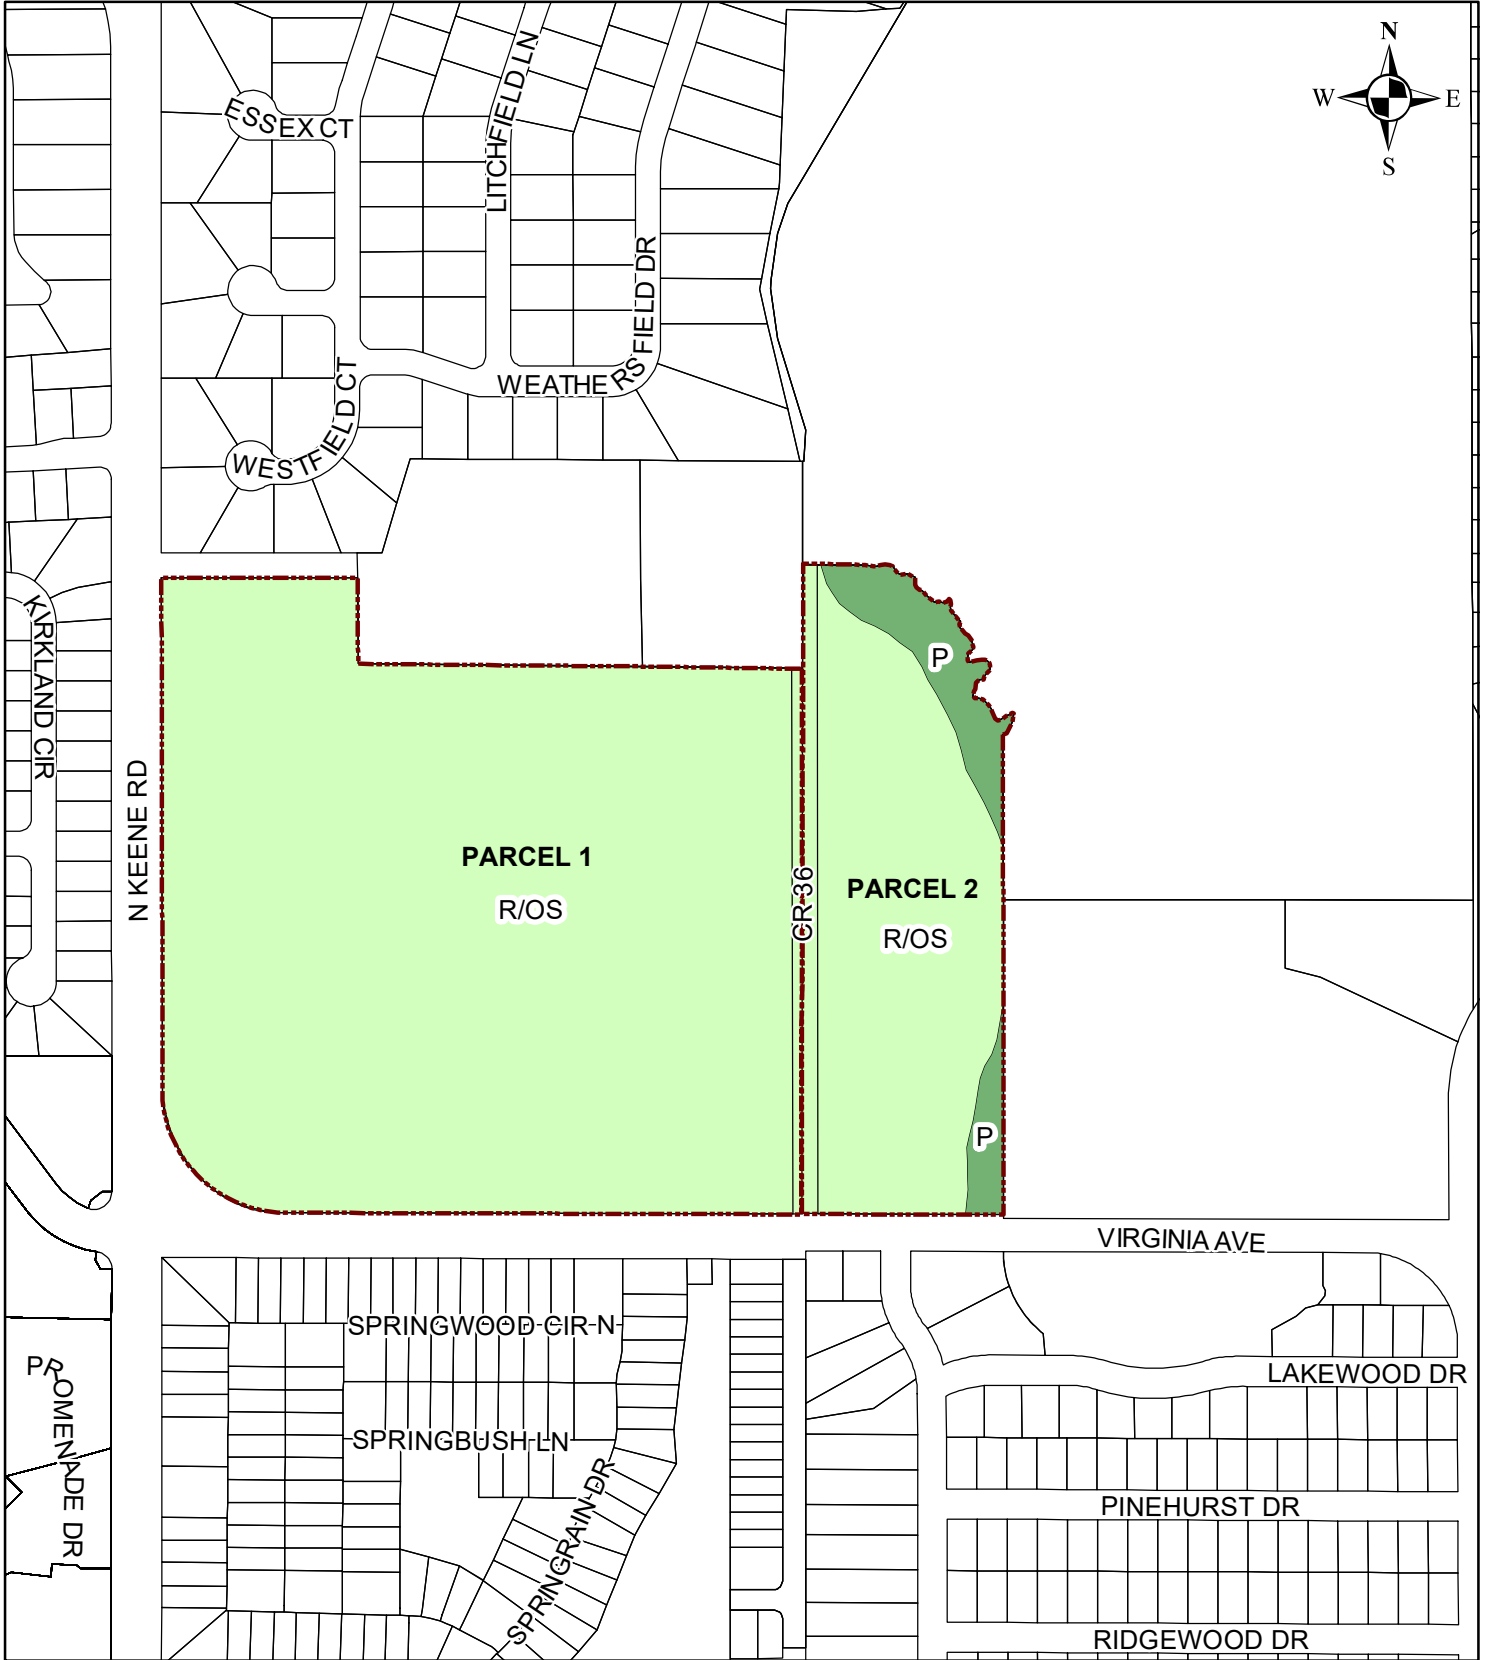 N
W E
S
ESSEX CT
LITCHFIELD LN
WEATHERSFIELD DR
WESTFIELD CT
KIRKLAND CIR
N KEENE RD
P
PARCEL 1
R/OS
CR 36
PARCEL 2
R/OS
P
VIRGINIA AVE
SPRINGWOOD CIR N
LAKEWOOD DR
PROMENADE DR
SPRINGBUSH LN
SPRINGRAIN DR
PINEHURST DR
RIDGEWOOD DR